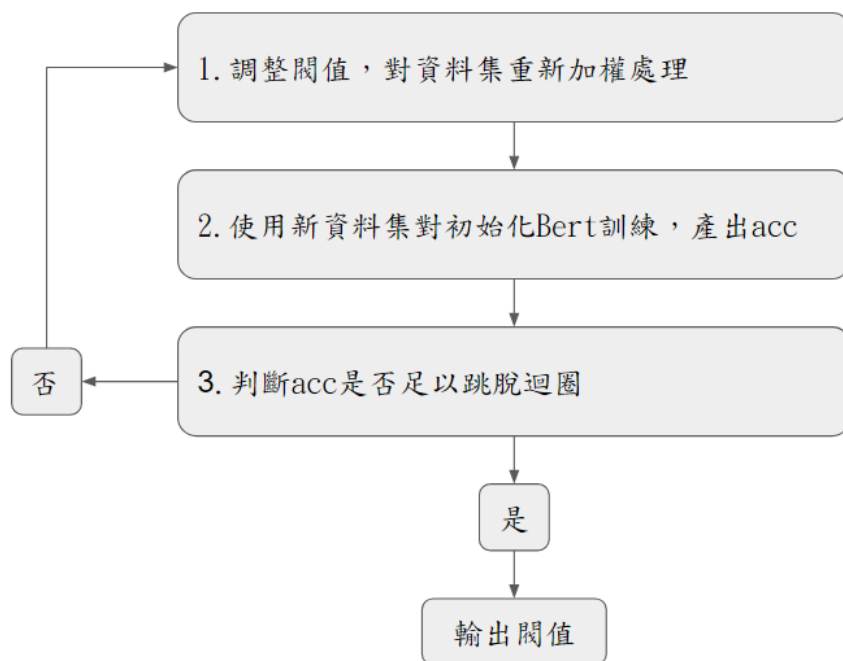 1. 調整閥值，對資料集重新加權處理
2. 使用新資料集對初始化Bert訓練，產出acc
否
3. 判斷acc是否足以跳脫迴圈
是
輸出閥值